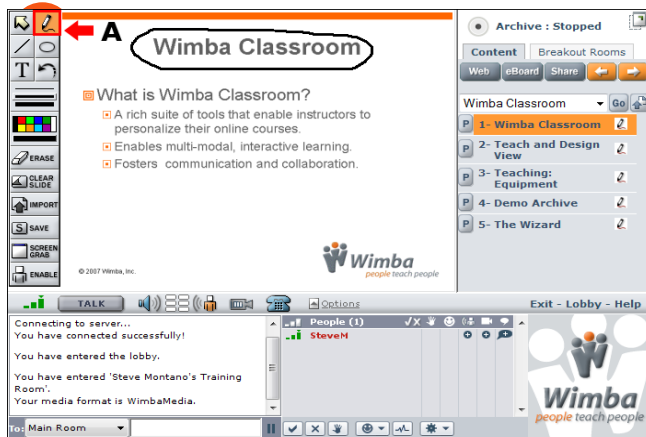 A
T
ERASE
CLEAR
SLIDE
IMPORT
S SAVE
SCREEN
GRAB
ENABLE
Wimba Classroom
What is Wimba Classroom?
A rich suite of tools that enable instructors to
personalize their online courses.
Enables multi-modal, interactive learning.
Fosters communication and collaboration.
© 2007 Wimba, Inc.
Wimba
people teach people
Archive : Stopped
Content Breakout Rooms
Web eBoard Share
Wimba Classroom Go
P 1- Wimba Classroom
P 2- Teach and Design
View
P 3- Teaching:
Equipment
P 4- Demo Archive
P 5- The Wizard
TALK Options Exit - Lobby - Help
Connecting to server...
You have connected successfully!
You have entered the lobby.
You have entered 'Steve Montano's Training
Room'.
Your media format is WimbaMedia.
To: Main Room
People (1) √X
SteveM
Wimba
people teach people